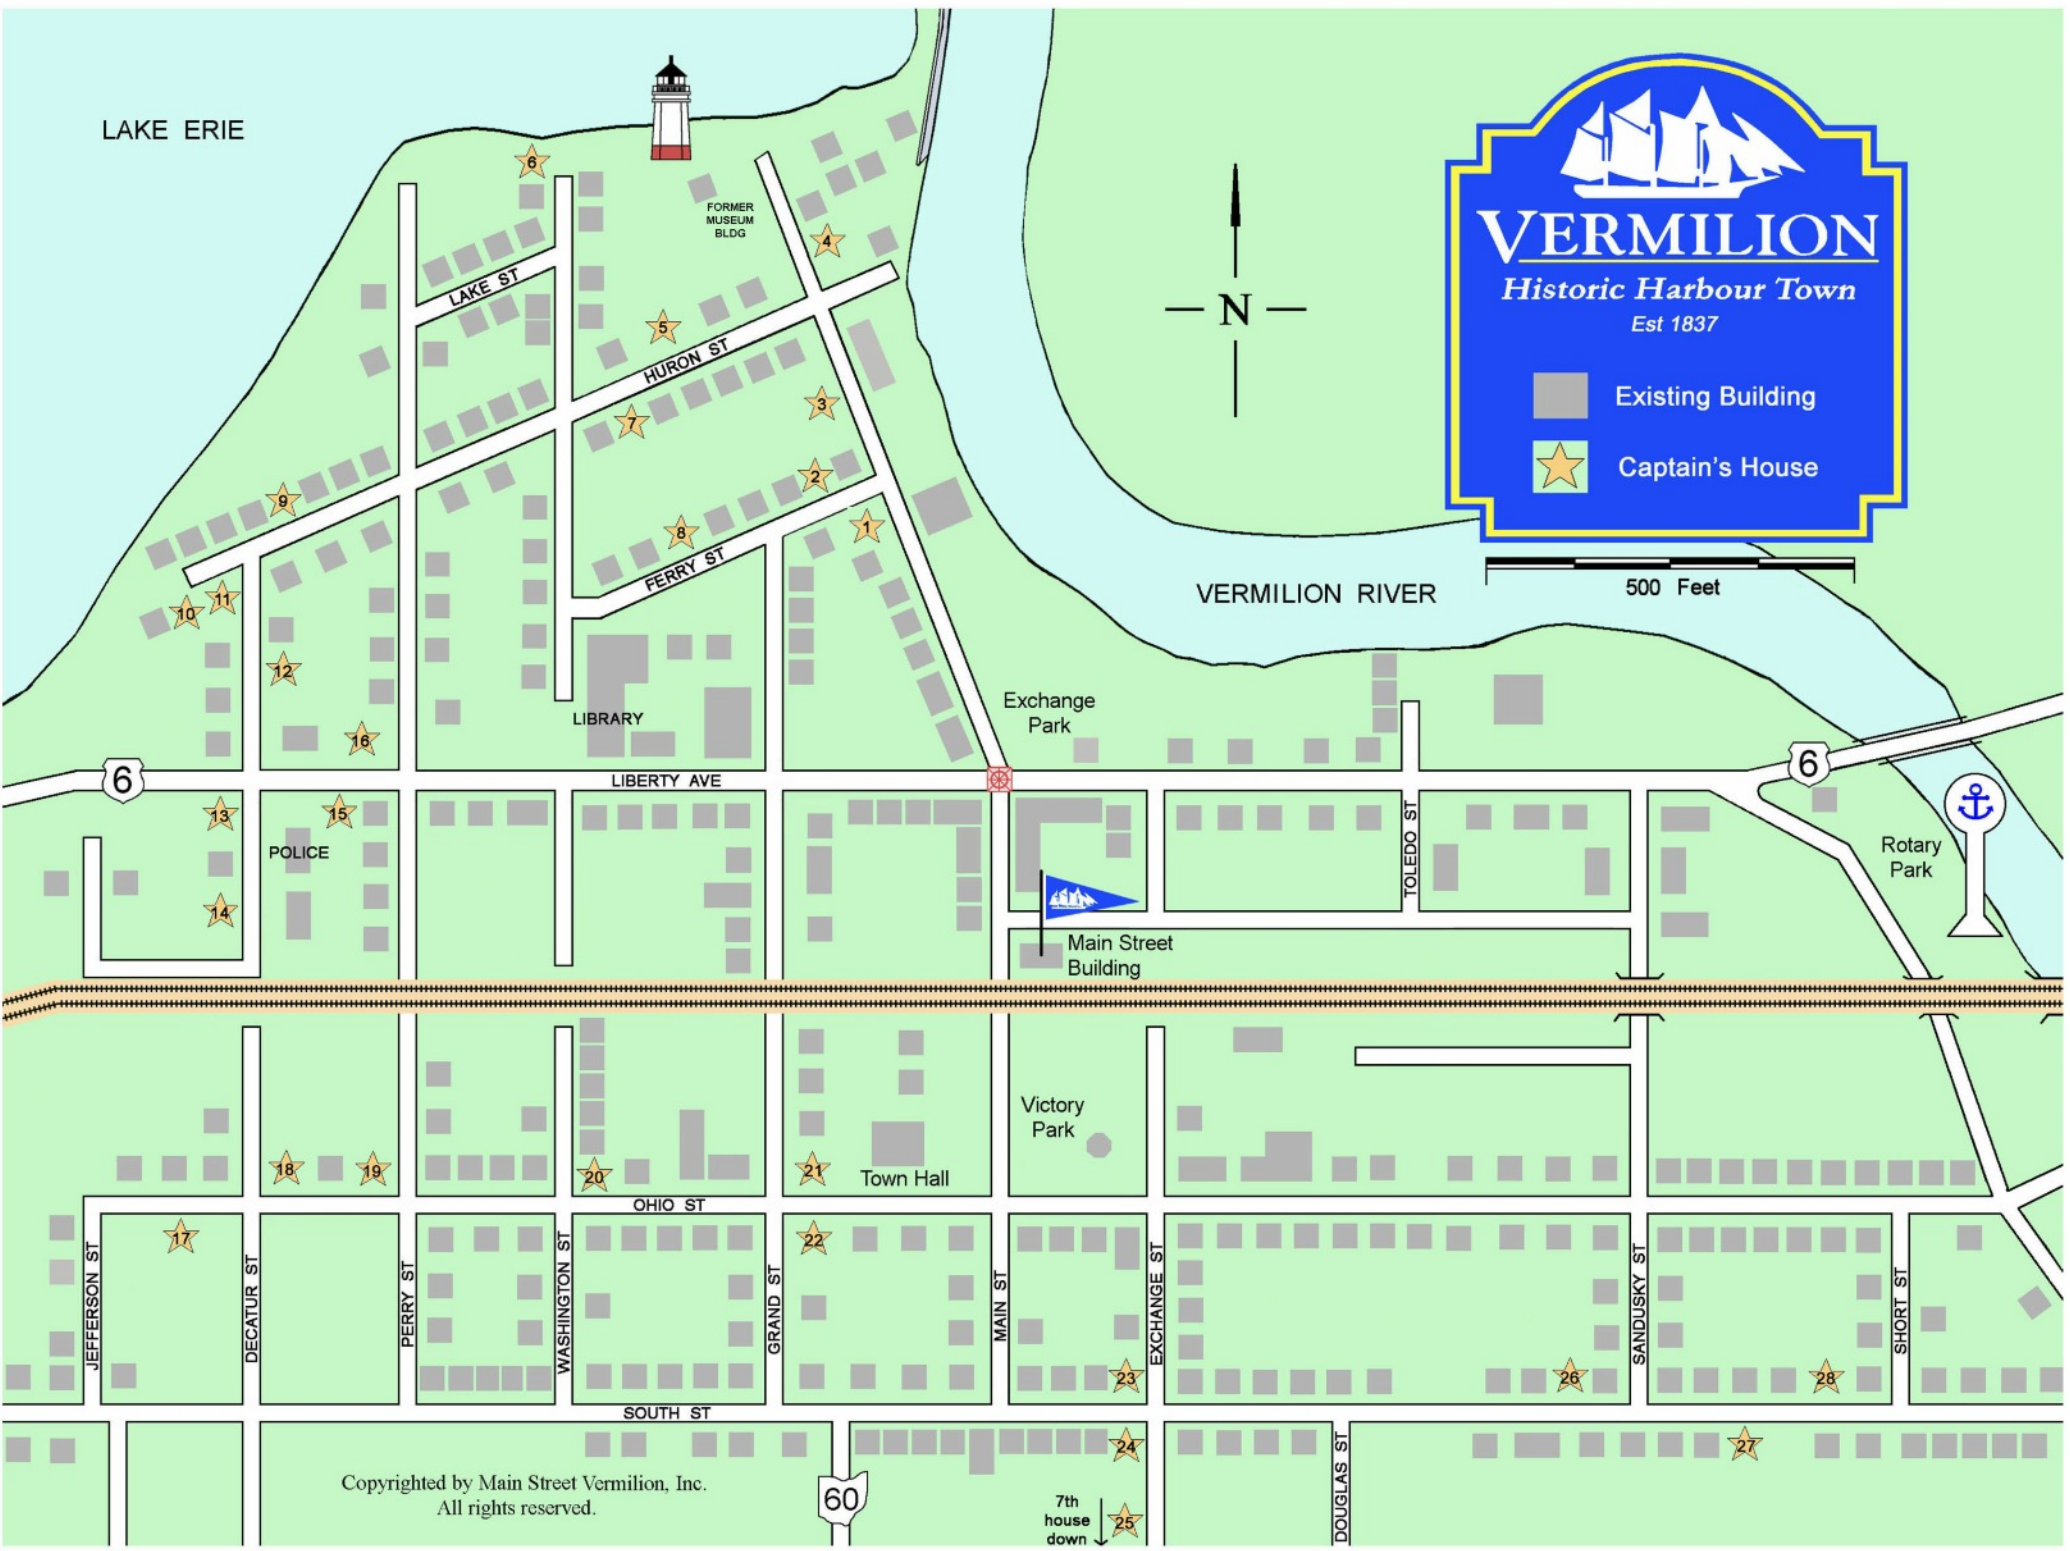 LAKE ERIE
6
FORMER
MUSEUM
BLDG
4
LAKE ST
5
HURON ST
7
3
9
2
8
1
FERRY ST
11
10
12
LIBRARY
16
N
VERMILION
Historic Harbour Town
Est 1837
Existing Building
Captain's House
500 Feet
VERMILION RIVER
Exchange
Park
6
LIBERTY AVE
6
13
15
POLICE
14
TOLEDO ST
Rotary
Park
Main Street
Building
Victory
Park
18
19
20
21
Town Hall
OHIO ST
17
22
JEFFERSON ST
DECATUR ST
PERRY ST
WASHINGTON ST
GRAND ST
MAIN ST
EXCHANGE ST
SANDUSKY ST
SHORT ST
23
26
28
SOUTH ST
24
27
Copyrighted by Main Street Vermilion, Inc.
All rights reserved.
60
7th
house
down
25
DOUGLAS ST